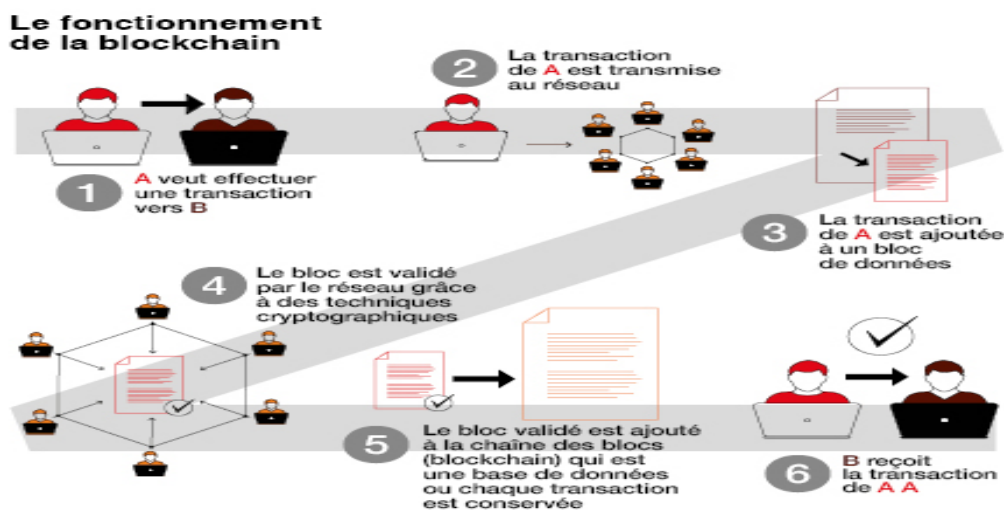 Le fonctionnement
de la blockchain
1
A veut effectuer
une transaction
vers B
2
La transaction
de A est transmise
au réseau
3
La transaction
de A est ajoutée
à un bloc
de données
4
Le bloc est validé
par le réseau grâce
à des techniques
cryptographiques
5
Le bloc validé est ajouté
à la chaîne des blocs
(blockchain) qui est
une base de données
ou chaque transaction
est conservée
6
B reçoit
la transaction
de A A